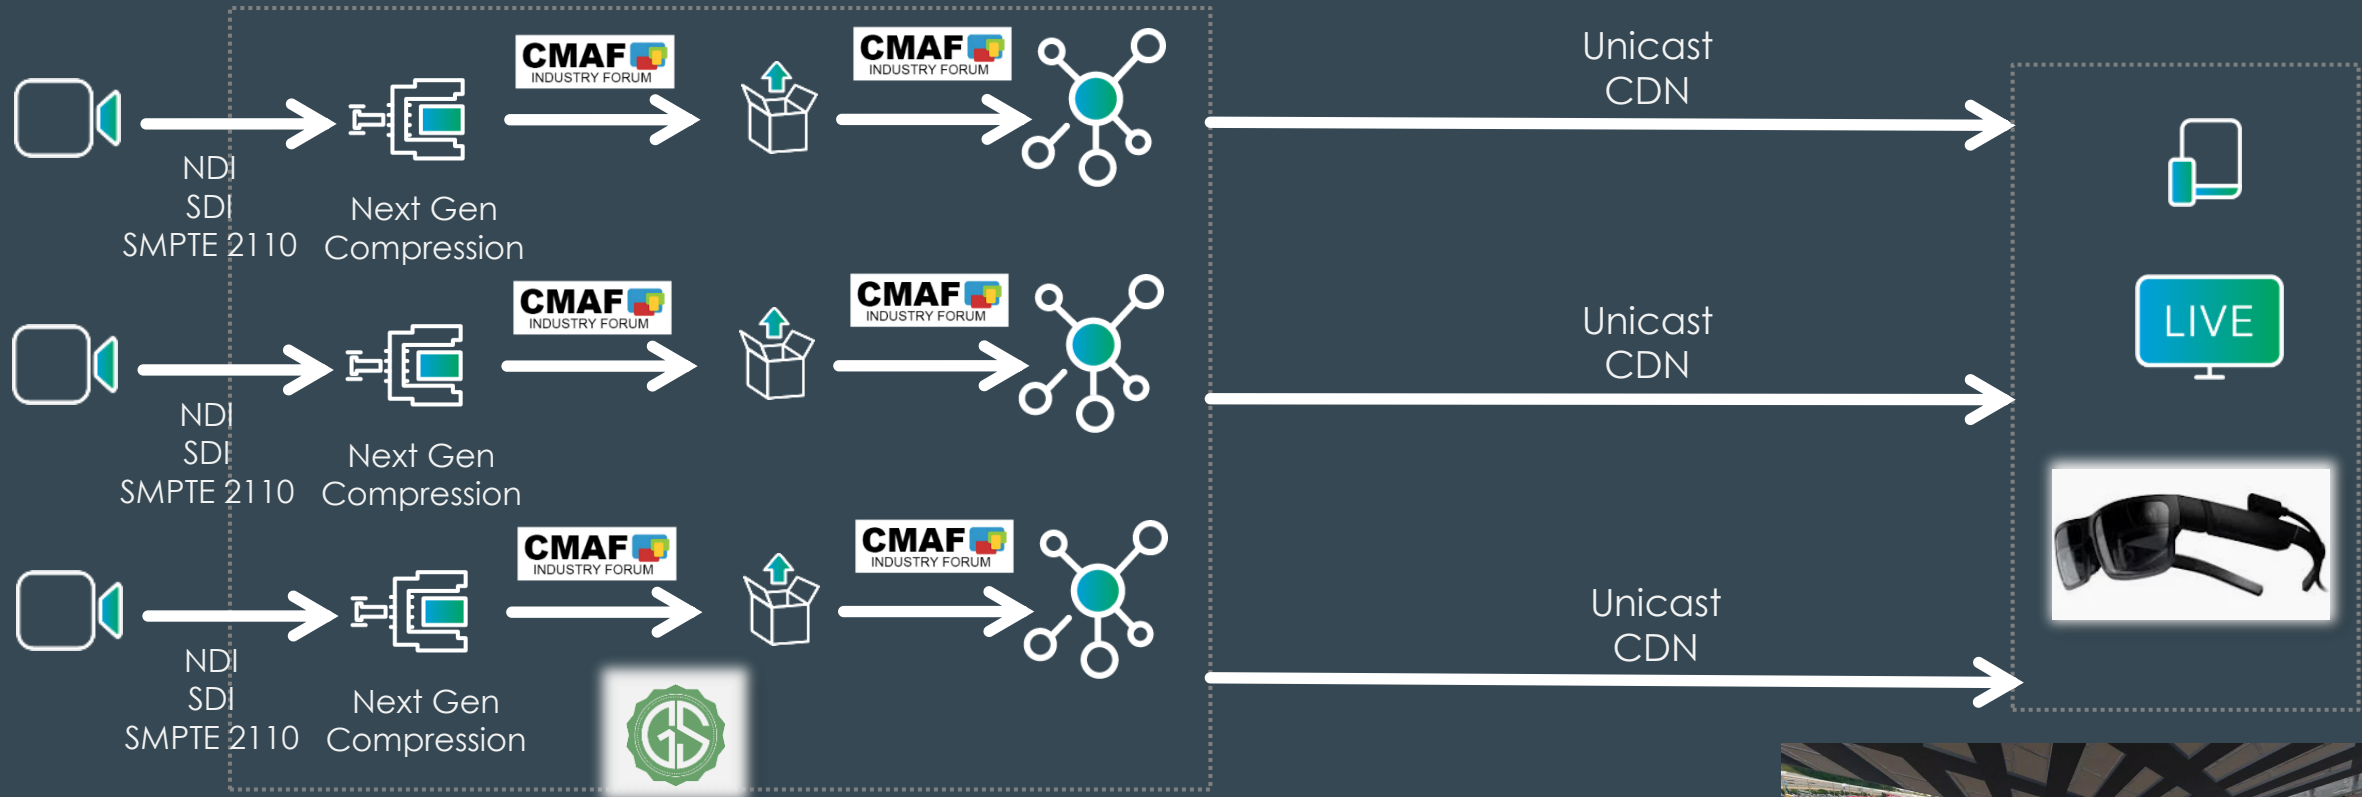 CMAF
INDUSTRY FORUM
CMAF
INDUSTRY FORUM
Unicast
CDN
NDI
SDI
SMPTE 2110
Next Gen
Compression
CMAF
INDUSTRY FORUM
CMAF
INDUSTRY FORUM
Unicast
CDN
LIVE
NDI
SDI
SMPTE 2110
Next Gen
Compression
CMAF
INDUSTRY FORUM
CMAF
INDUSTRY FORUM
Unicast
CDN
NDI
SDI
SMPTE 2110
Next Gen
Compression
GS